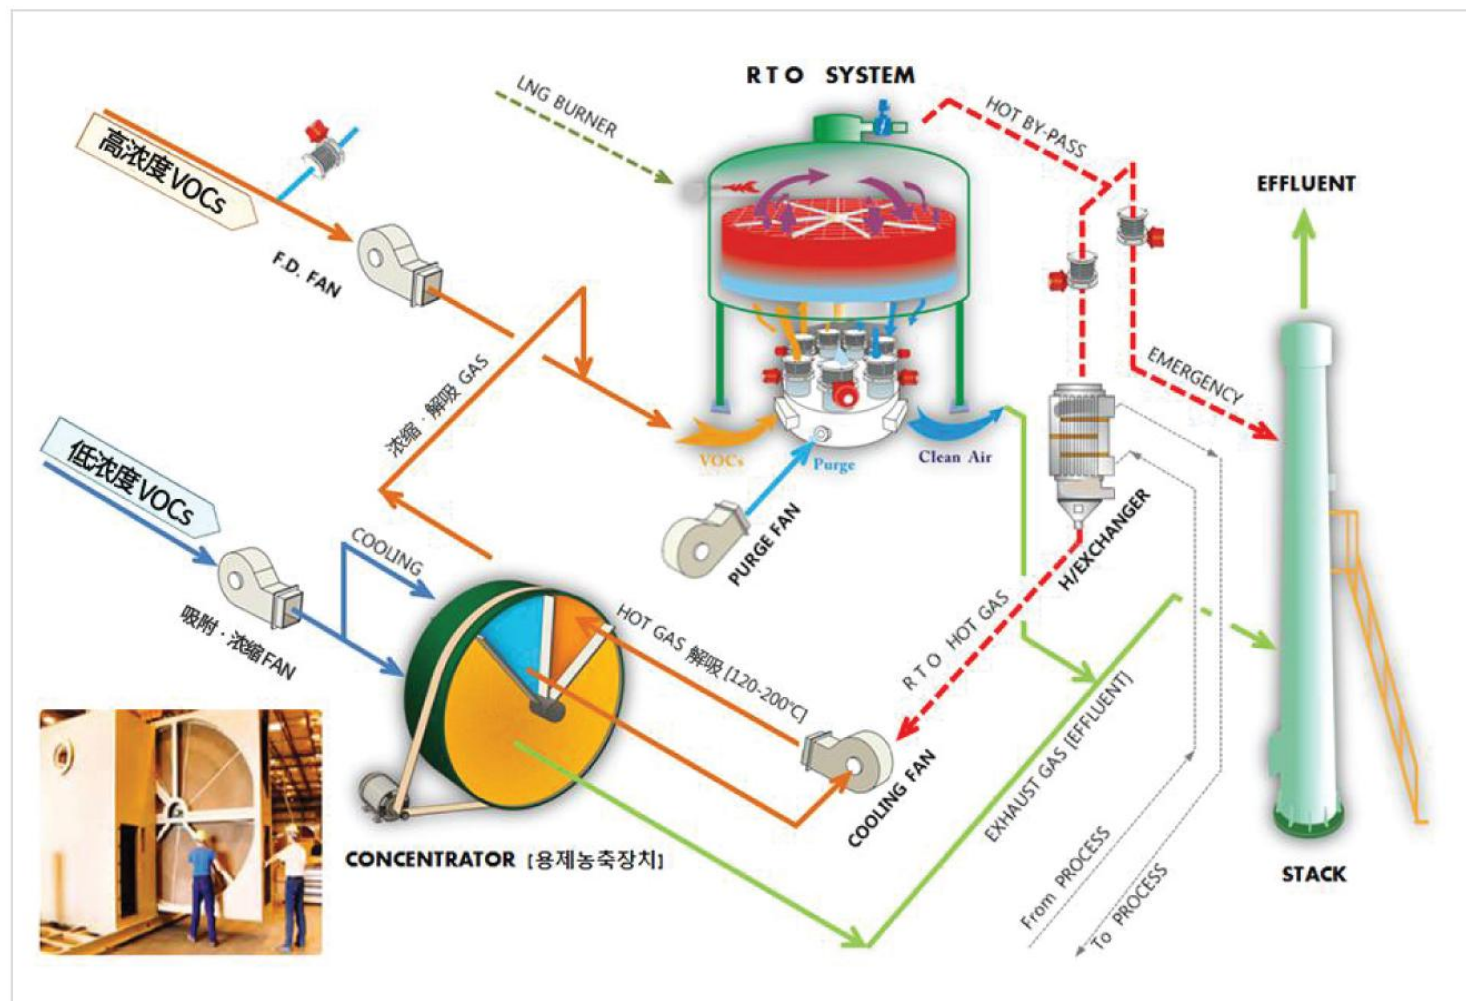 RTO SYSTEM
LNG BURNER
HOT BY-PASS
高浓度VOCs
EFFLUENT
F.D. FAN
浓缩·解吸 GAS
EMERGENCY
低浓度VOCs
VOCs
Purge
Clean Air
COOLING
PURGE FAN
H/EXCHANGER
吸附·浓缩FAN
HOT GAS 解吸 [120-200℃]
RTO HOT GAS
COOLING FAN
EXHAUST GAS [EFFLUENT]
CONCENTRATOR [용제농축장치]
From PROCESS
To PROCESS
STACK